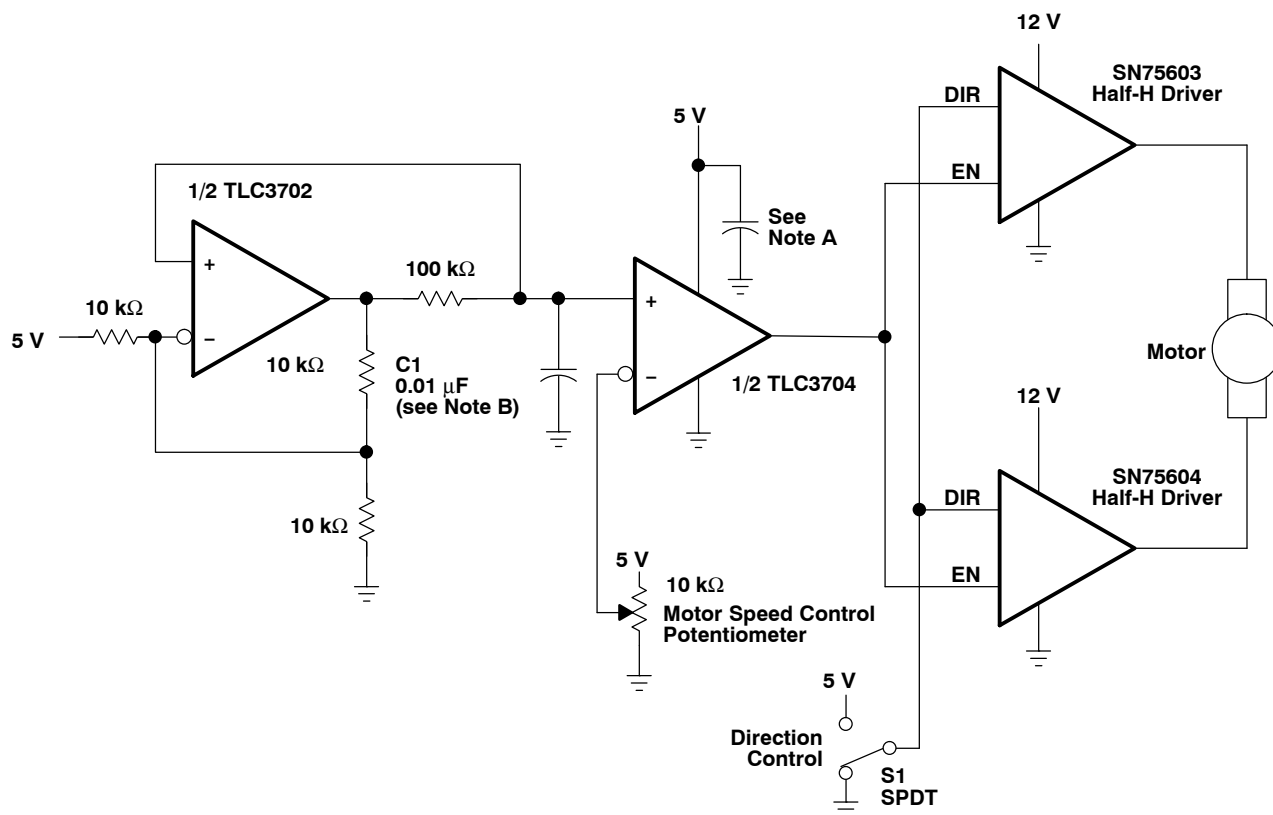 12 V
SN75603
Half-H Driver
DIR
5 V
EN
1/2 TLC3702
See
Note A
+
100 kΩ
10 kΩ
+
5 V
−
10 kΩ
C1
0.01 μF
(see Note B)
−
1/2 TLC3704
Motor
12 V
SN75604
Half-H Driver
DIR
10 kΩ
5 V
10 kΩ
Motor Speed Control
Potentiometer
EN
5 V
Direction
Control
S1
SPDT